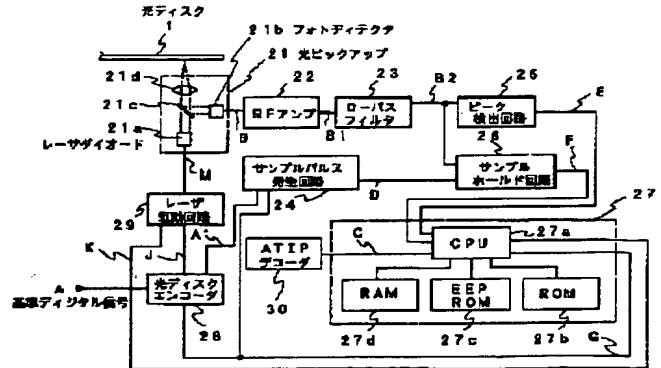 光ディスク
1
21b フォトディテクタ
21 光ピックアップ
21d
21c
21a
レーザダイオード
22
RFアンプ
23
ローパス
フィルタ
B2
25
ピーク
検出回路
E
B
B1
M
サンプルパルス
発生回路
24
D
26
サンプル
ホールド回路
F
27
29
レーザ
駆動回路
K
J
A'
A
基準ディジタル信号
光ディスク
エンコーダ
28
ATIP
デコーダ
30
C
CPU
27a
RAM
27d
EEP
ROM
27c
ROM
27b
G